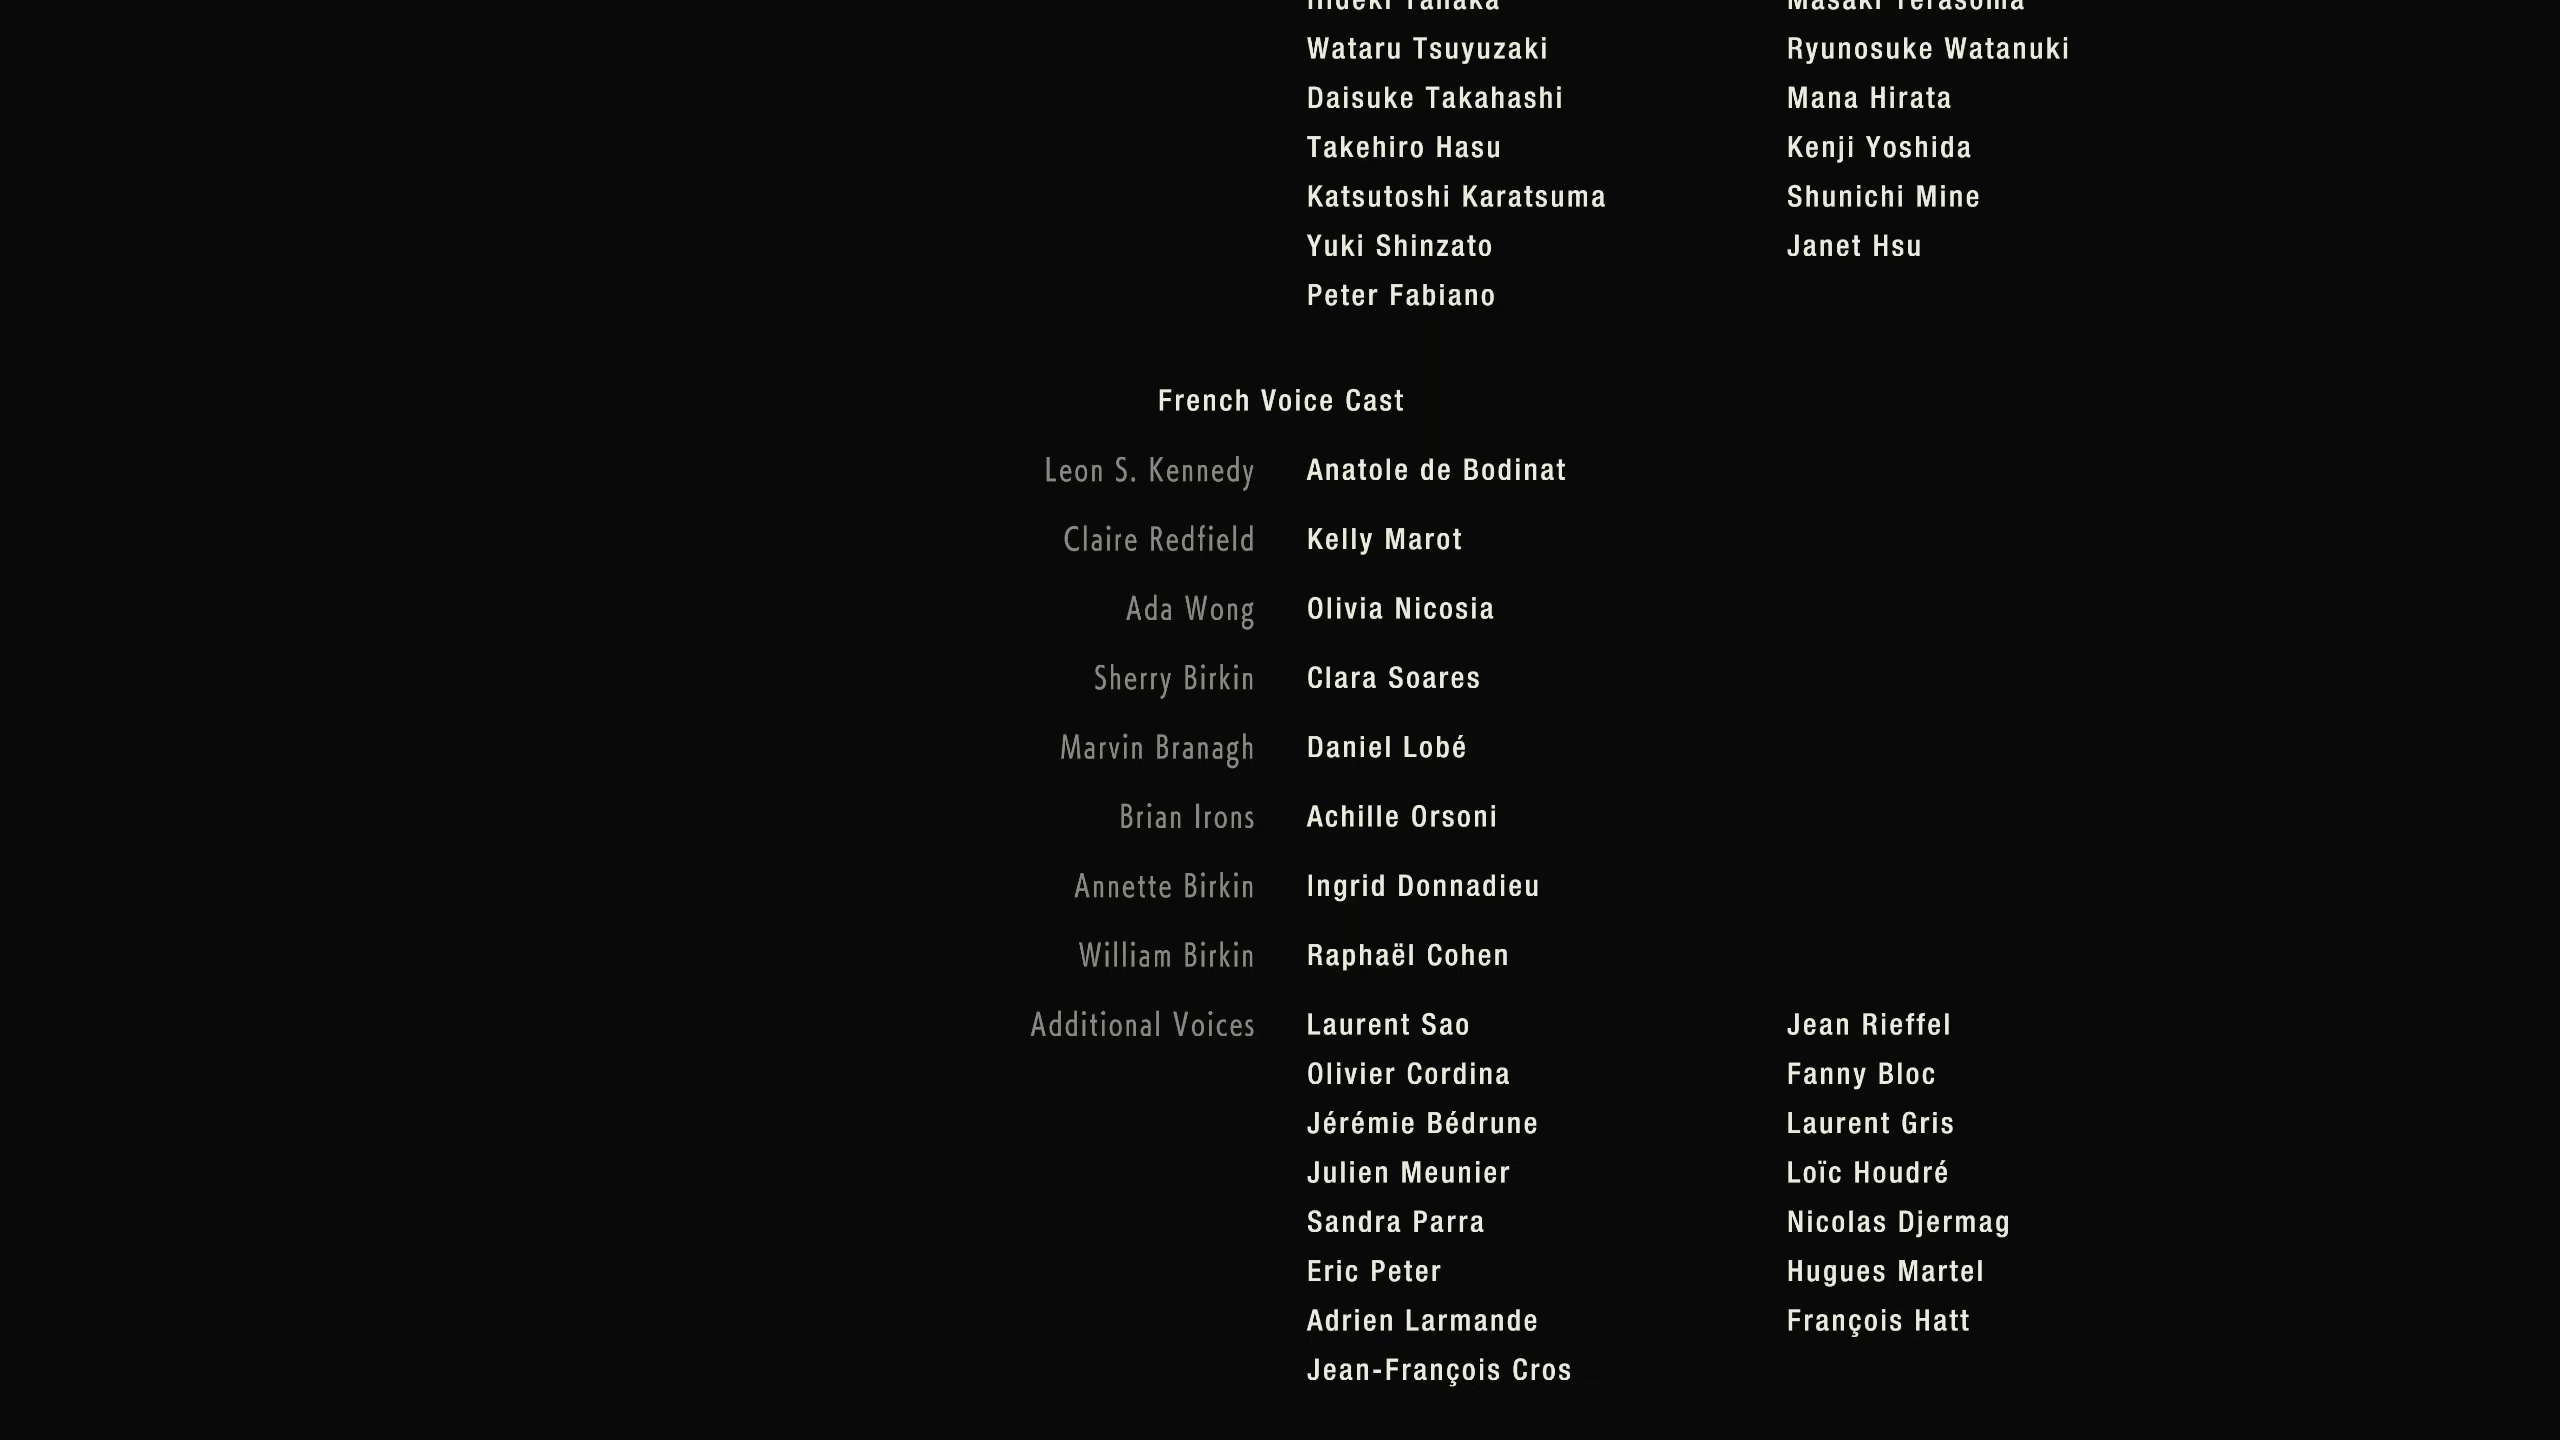 Hideki Tanaka Masaki Terasoma
Wataru Tsuyuzaki Ryunosuke Watanuki
Daisuke Takahashi Mana Hirata
Takehiro Hasu Kenji Yoshida
Katsutoshi Karatsuma Shunichi Mine
Yuki Shinzato Janet Hsu
Peter Fabiano
French Voice Cast
Leon S. Kennedy Anatole de Bodinat
Claire Redfield Kelly Marot
Ada Wong Olivia Nicosia
Sherry Birkin Clara Soares
Marvin Branagh Daniel Lobé
Brian Irons Achille Orsoni
Annette Birkin Ingrid Donnadieu
William Birkin Raphaël Cohen
Additional Voices Laurent Sao Jean Rieffel
Olivier Cordina Fanny Bloc
Jérémie Bédrune Laurent Gris
Julien Meunier Loïc Houdré
Sandra Parra Nicolas Djermag
Eric Peter Hugues Martel
Adrien Larmande François Hatt
Jean-François Cros